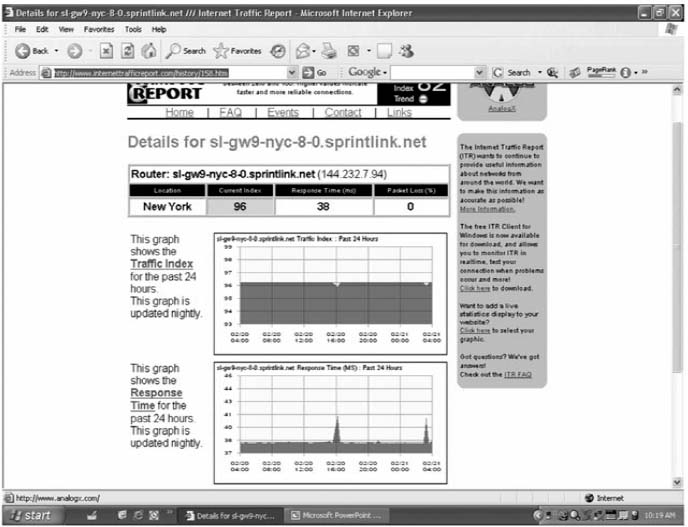 Details for sl-gw9-nyc-8-0.sprintlink.net /// Internet Traffic Report - Microsoft Internet Explorer
File Edit View Favorites Tools Help
Back Search Favorites
Address http://www.internettrafficreport.com/history/158.htm Go Google Search PageRank
REPORT
faster and more reliable connections.
Index 82
Trend
AnalogX
Home | FAQ | Events | Contact | Links
Details for sl-gw9-nyc-8-0.sprintlink.net
Router: sl-gw9-nyc-8-0.sprintlink.net (144.232.7.94)
Location Current Index Response Time (ms) Packet Loss (%)
New York 96 38 0
This graph
shows the
Traffic Index
for the past 24
hours.
This graph is
updated nightly.
sl-gw9-nyc-8-0.sprintlink.net Traffic Index : Past 24 Hours
99
98
97
96
95
94
93
02/20 02/20 02/20 02/20 02/20 02/21 02/21
04:00 08:00 12:00 16:00 20:00 00:00 04:00
This graph
shows the
Response
Time for the
past 24 hours.
This graph is
updated nightly.
sl-gw9-nyc-8-0.sprintlink.net Response Time (MS) : Past 24 Hours
46
44
43
41
40
38
37
02/20 02/20 02/20 02/20 02/20 02/21 02/21
04:00 08:00 12:00 16:00 20:00 00:00 04:00
The Internet Traffic Report
(ITR) wants to continue to
provide useful information
about networks from
around the world. We want
to make this information as
accurate as possible!
More Information.
The free ITR Client for
Windows is now available
for download, and allows
you to monitor ITR in
realtime, test your
connection when problems
occur and more!
Click here to download.
Want to add a live
statistics display to your
website?
Click here to select your
graphic.
Got questions? We've got
answers!
Check out the ITR FAQ
http://www.analogx.com/ Internet
start Details for sl-gw9-nyc... Microsoft PowerPoint ... 10:19 AM